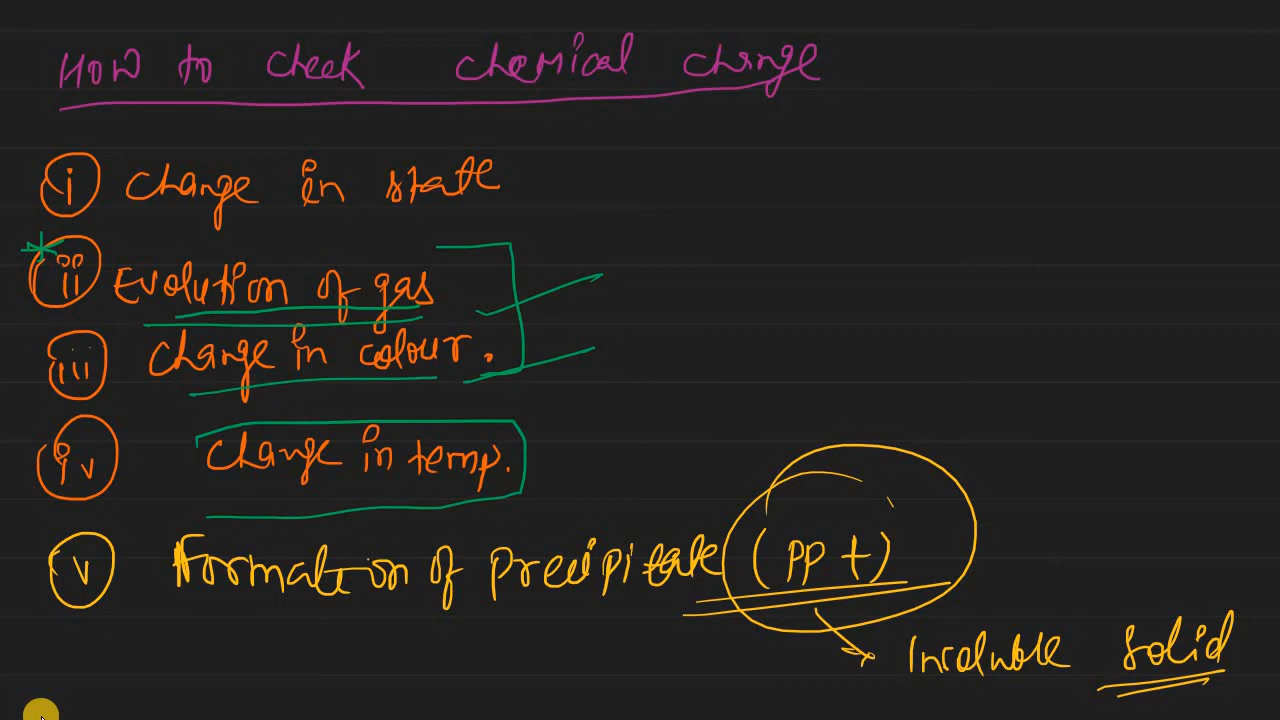 How to check chemical change
i change in state
ii Evolution of gas
iii change in colour.
iv change in temp.
v Formation of precipitate (ppt)
Insoluble solid